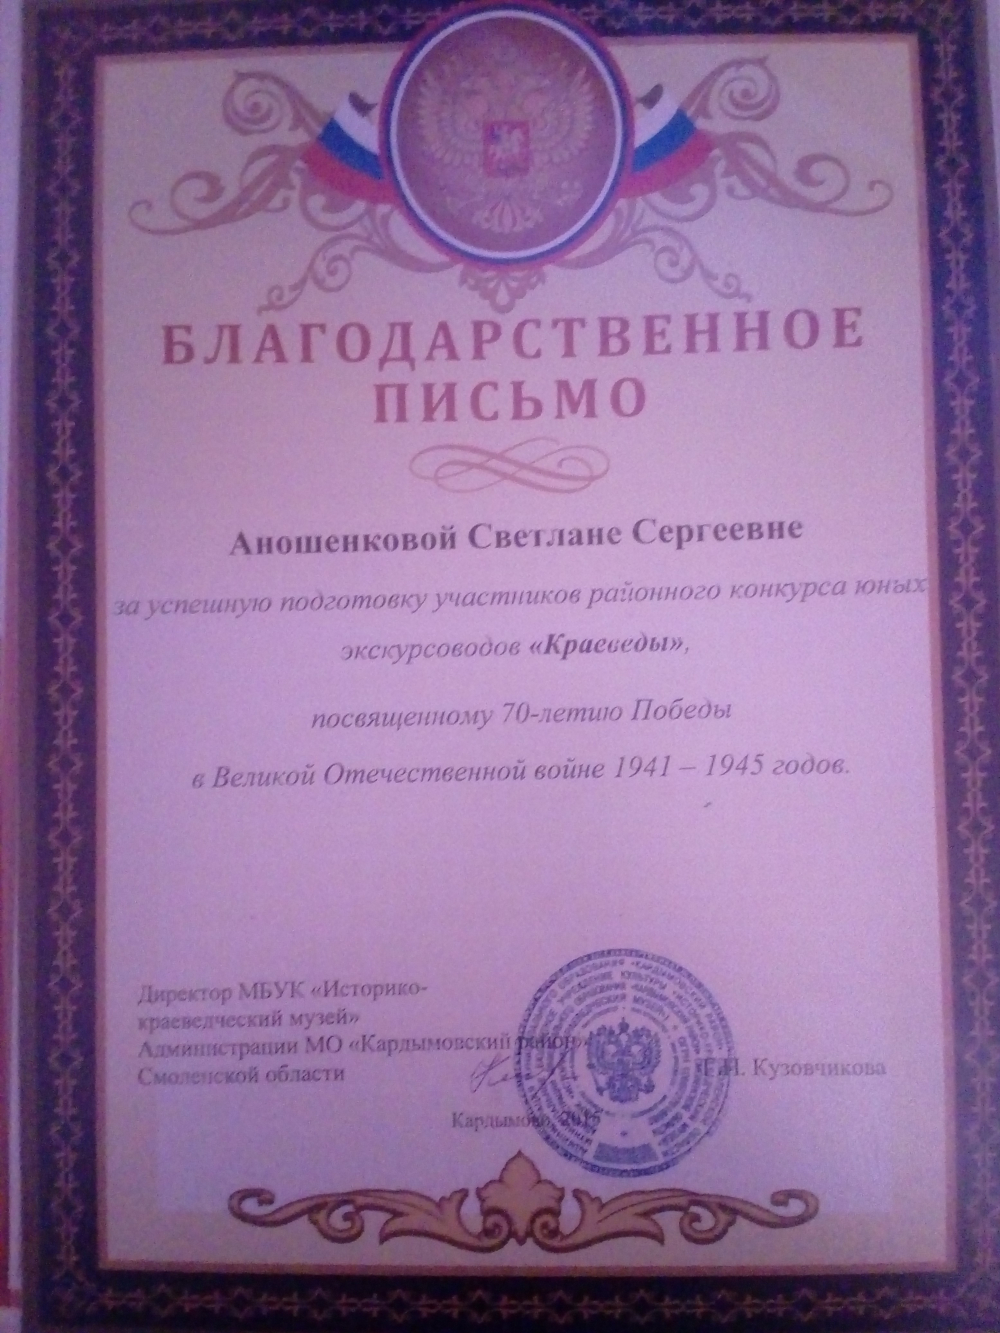 БЛАГОДАРСТВЕННОЕ
ПИСЬМО
Аношенковой Светлане Сергеевне
за успешную подготовку участников районного конкурса юных
экскурсоводов «Краеведы»,
посвященному 70-летию Победы
в Великой Отечественной войне 1941 – 1945 годов.
Директор МБУК «Историко-
краеведческий музей»
Администрации МО «Кардымовский район»
Смоленской области
Кузовчикова
Кардымово, 2015